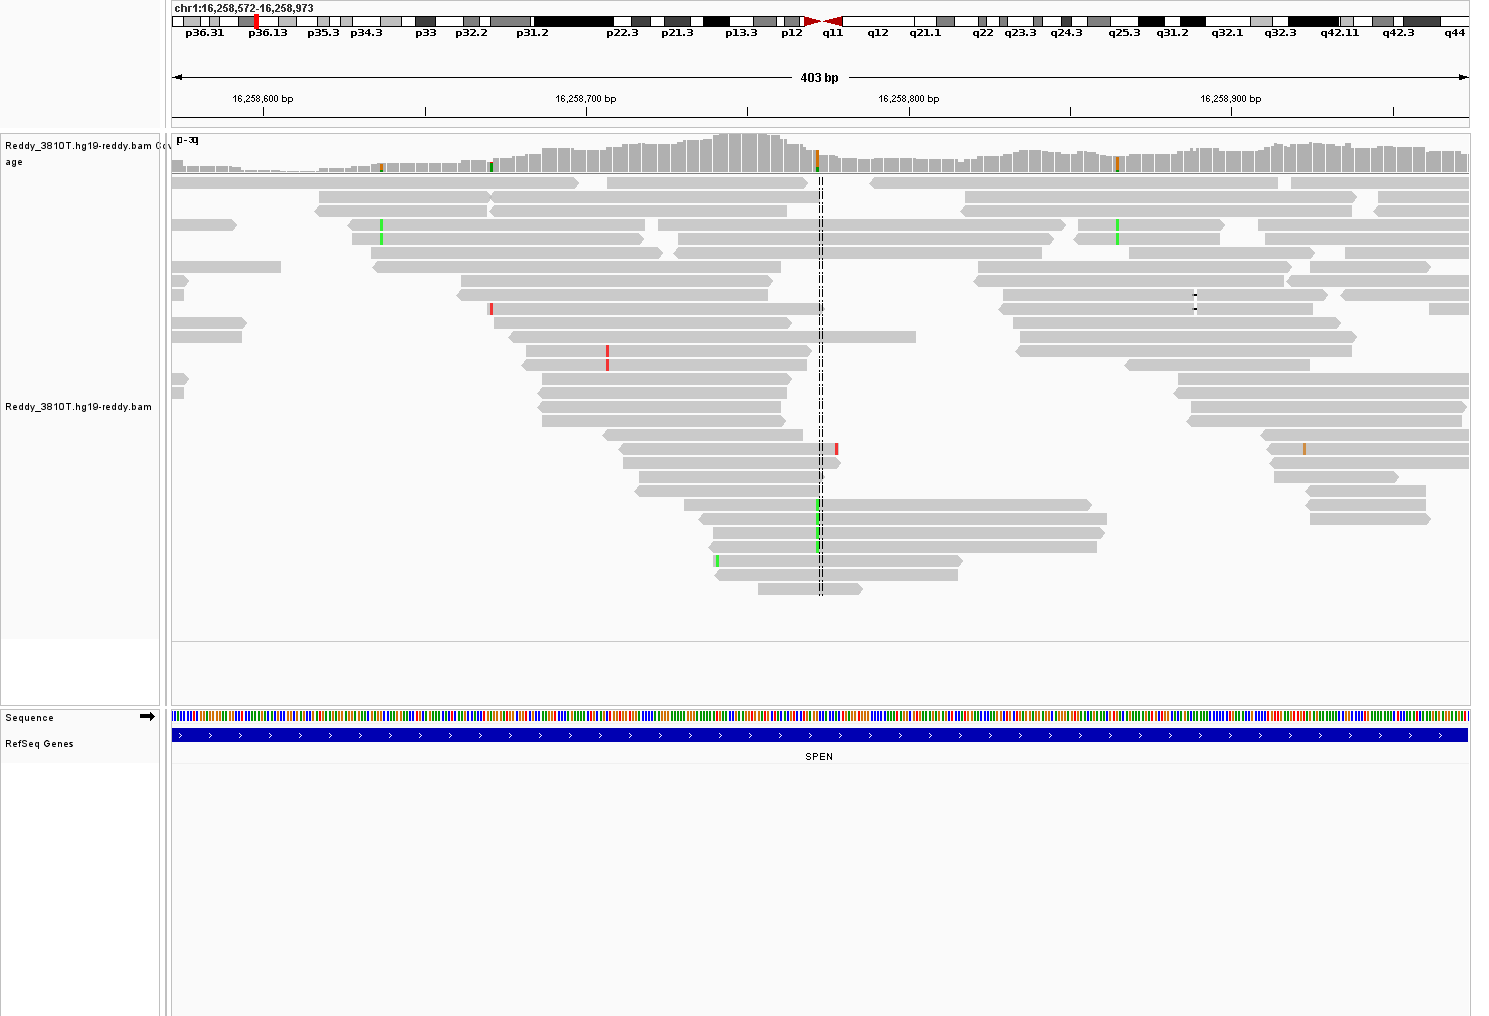 chr1:16,258,572-16,258,973
p36.31 p36.13 p35.3 p34.3 p33 p32.2 p31.2 p22.3 p21.3 p13.3 p12 q11 q12 q21.1 q22 q23.3 q24.3 q25.3 q31.2 q32.1 q32.3 q42.11 q42.3 q44
403 bp
16,258,600 bp 16,258,700 bp 16,258,800 bp 16,258,900 bp
Reddy_3810T.hg19-reddy.bam Cov
age
[0 - 30]
Reddy_3810T.hg19-reddy.bam
Sequence
RefSeq Genes
SPEN